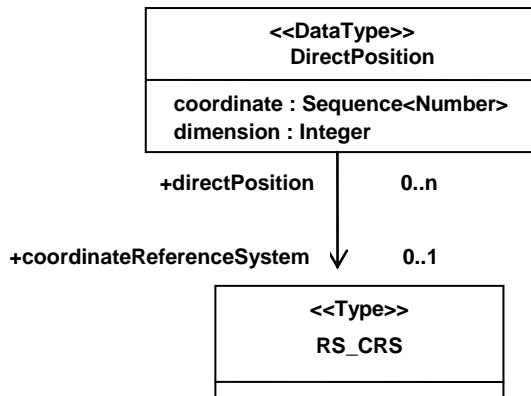 <<DataType>>
DirectPosition
coordinate : Sequence<Number>
dimension : Integer
+directPosition 0..n
+coordinateReferenceSystem 0..1
<<Type>>
RS_CRS